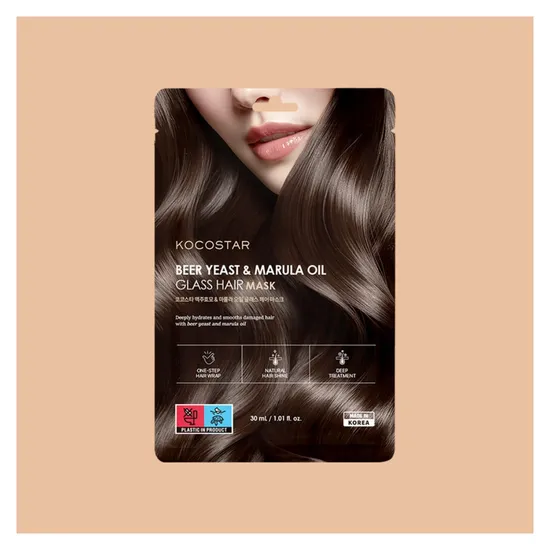 KOCOSTAR
BEER YEAST & MARULA OIL
GLASS HAIR MASK
코코스타 맥주효모 & 마룰라 오일 글래스 헤어 마스크
Deeply hydrates and smooths damaged hair
with beer yeast and marula oil
ONE-STEP
HAIR WRAP
NATURAL
HAIR SHINE
DEEP
TREATMENT
PLASTIC IN PRODUCT
30 mL / 1.01 fl. oz.
MADE IN
KOREA